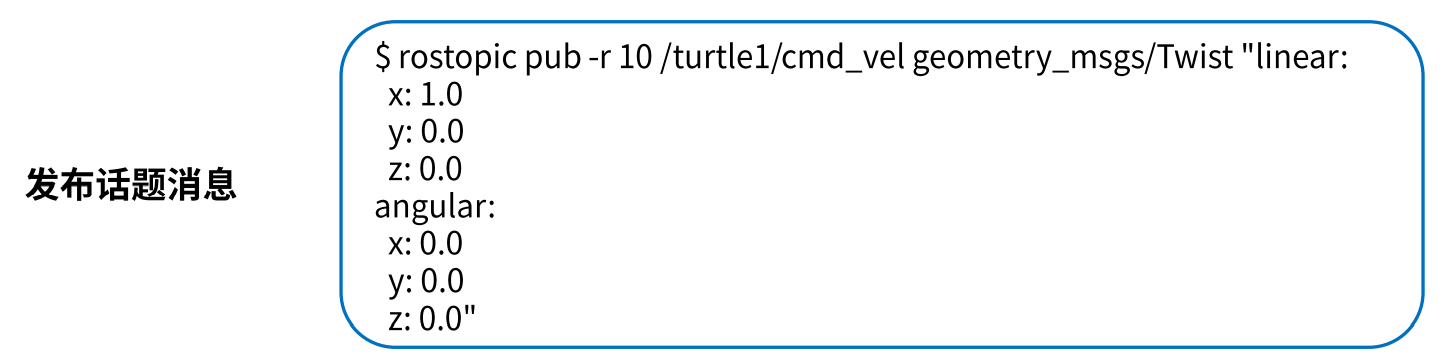 发布话题消息
$ rostopic pub -r 10 /turtle1/cmd_vel geometry_msgs/Twist "linear:
  x: 1.0
  y: 0.0
  z: 0.0
angular:
  x: 0.0
  y: 0.0
  z: 0.0"